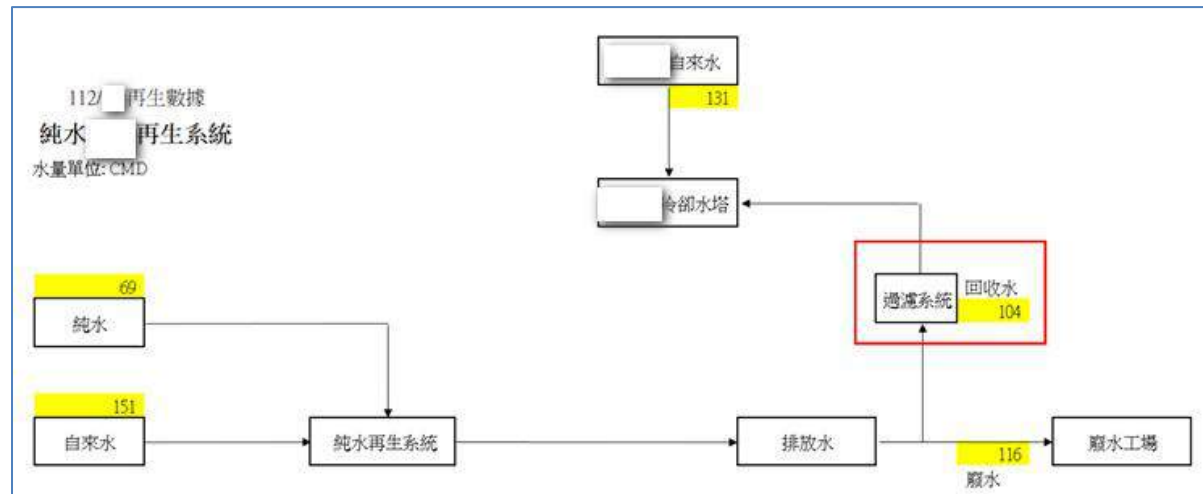 自來水
131
112/ 再生數據
純水 再生系統
水量單位: CMD
冷卻水塔
69
純水
過濾系統
回收水
104
151
自來水
純水再生系統
排放水
116
廢水
廢水工場